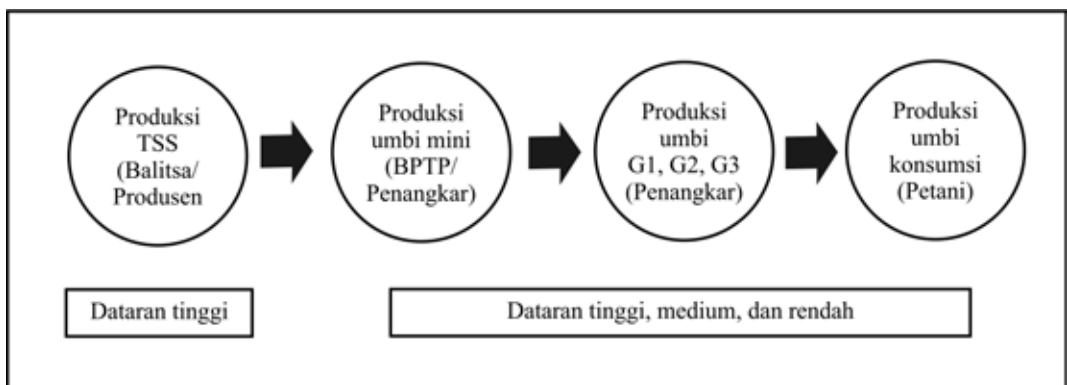 Produksi
TSS
(Balitsa/
Produsen
Produksi
umbi mini
(BPTP/
Penangkar)
Produksi
umbi
G1, G2, G3
(Penangkar)
Produksi
umbi
konsumsi
(Petani)
Dataran tinggi
Dataran tinggi, medium, dan rendah